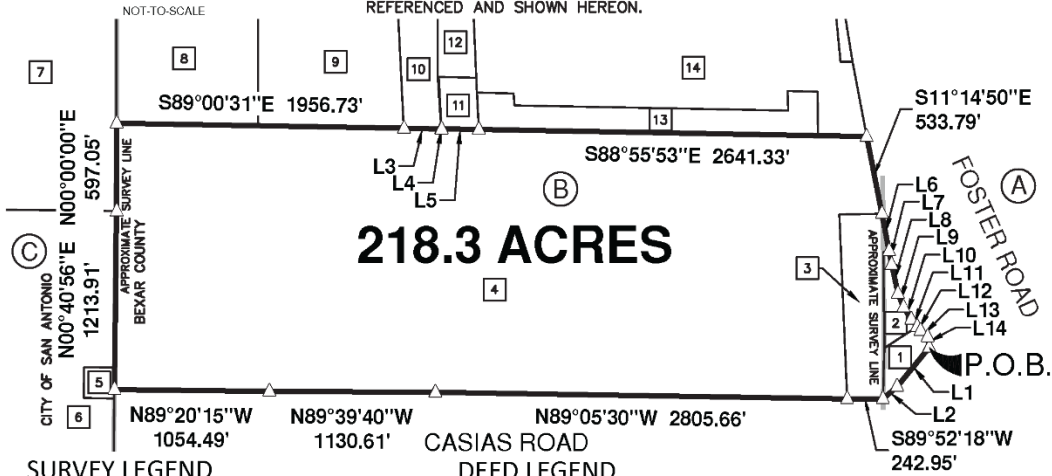 NOT-TO-SCALE
REFERENCED AND SHOWN HEREON.
7
8
9
10
12
11
14
13
S89°00'31"E 1956.73'
S88°55'53"E 2641.33'
S11°14'50"E
533.79'
L3
L4
L5
N00°00'00"E
597.05'
APPROXIMATE SURVEY LINE
BEXAR COUNTY
B
A
FOSTER ROAD
C
218.3 ACRES
4
3
APPROXIMATE SURVEY LINE
L6
L7
L8
L9
L10
L11
L12
L13
L14
2
1
P.O.B.
L1
L2
CITY OF SAN ANTONIO
N00°40'56"E
1213.91'
5
6
N89°20'15"W
1054.49'
N89°39'40"W
1130.61'
N89°05'30"W 2805.66'
CASIAS ROAD
S89°52'18"W
242.95'
SURVEY LEGEND
DEED LEGEND